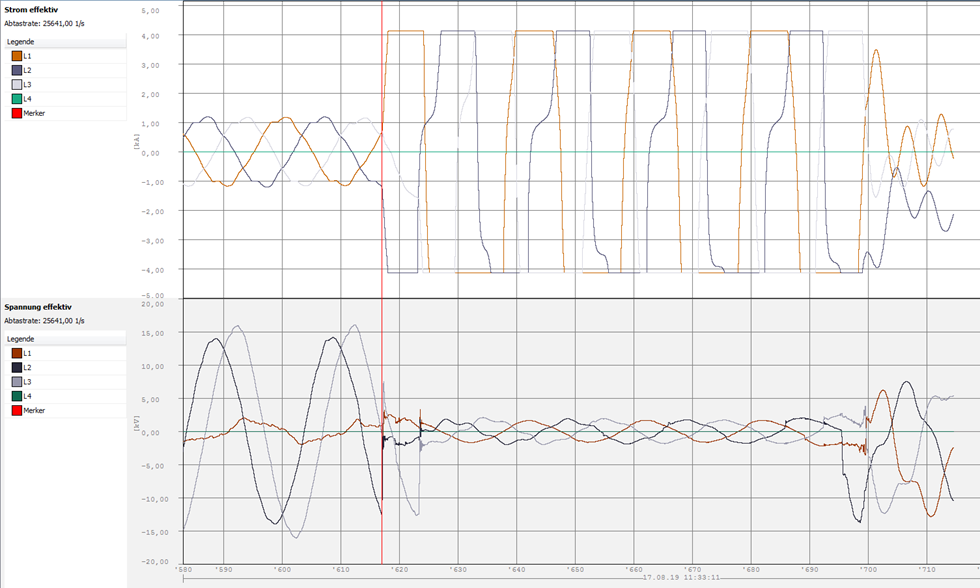 Strom effektiv
Abtastrate: 25641,00 1/s
Legende
L1
L2
L3
L4
Merker
5,00
4,00
3,00
2,00
1,00
0,00
-1,00
-2,00
-3,00
-4,00
-5,00
[kA]
Spannung effektiv
Abtastrate: 25641,00 1/s
Legende
L1
L2
L3
L4
Merker
20,00
15,00
10,00
5,00
0,00
-5,00
-10,00
-15,00
-20,00
[kV]
'580 '590 '600 '610 '620 '630 '640 '650 '660 '670 '680 '690 '700 '710
17.08.19 11:33:11